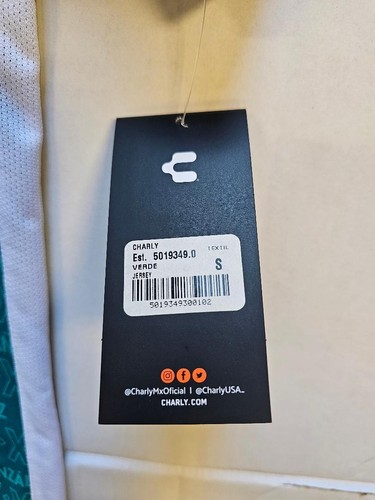 CHARLY
TEXTIL
Est. 5019349.0
VERDE
S
JERSEY
5019349300102
@CharlyMxOficial | @CharlyUSA_
CHARLY.COM